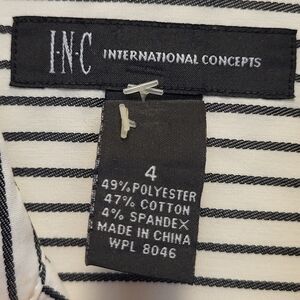 I·N·C INTERNATIONAL CONCEPTS
4
49% POLYESTER
47% COTTON
4% SPANDEX
MADE IN CHINA
WPL 8046